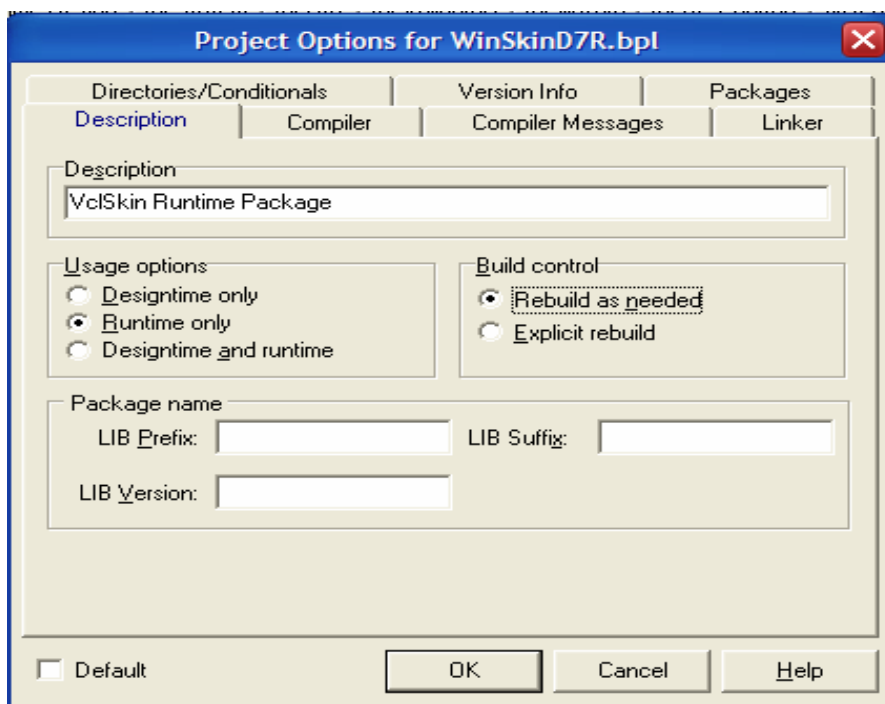 Project Options for WinSkinD7R.bpl
Directories/Conditionals Version Info Packages
Description Compiler Compiler Messages Linker
Description
VclSkin Runtime Package
Usage options Build control
Designtime only Rebuild as needed
Runtime only Explicit rebuild
Designtime and runtime
Package name
LIB Prefix: LIB Suffix:
LIB Version:
Default OK Cancel Help